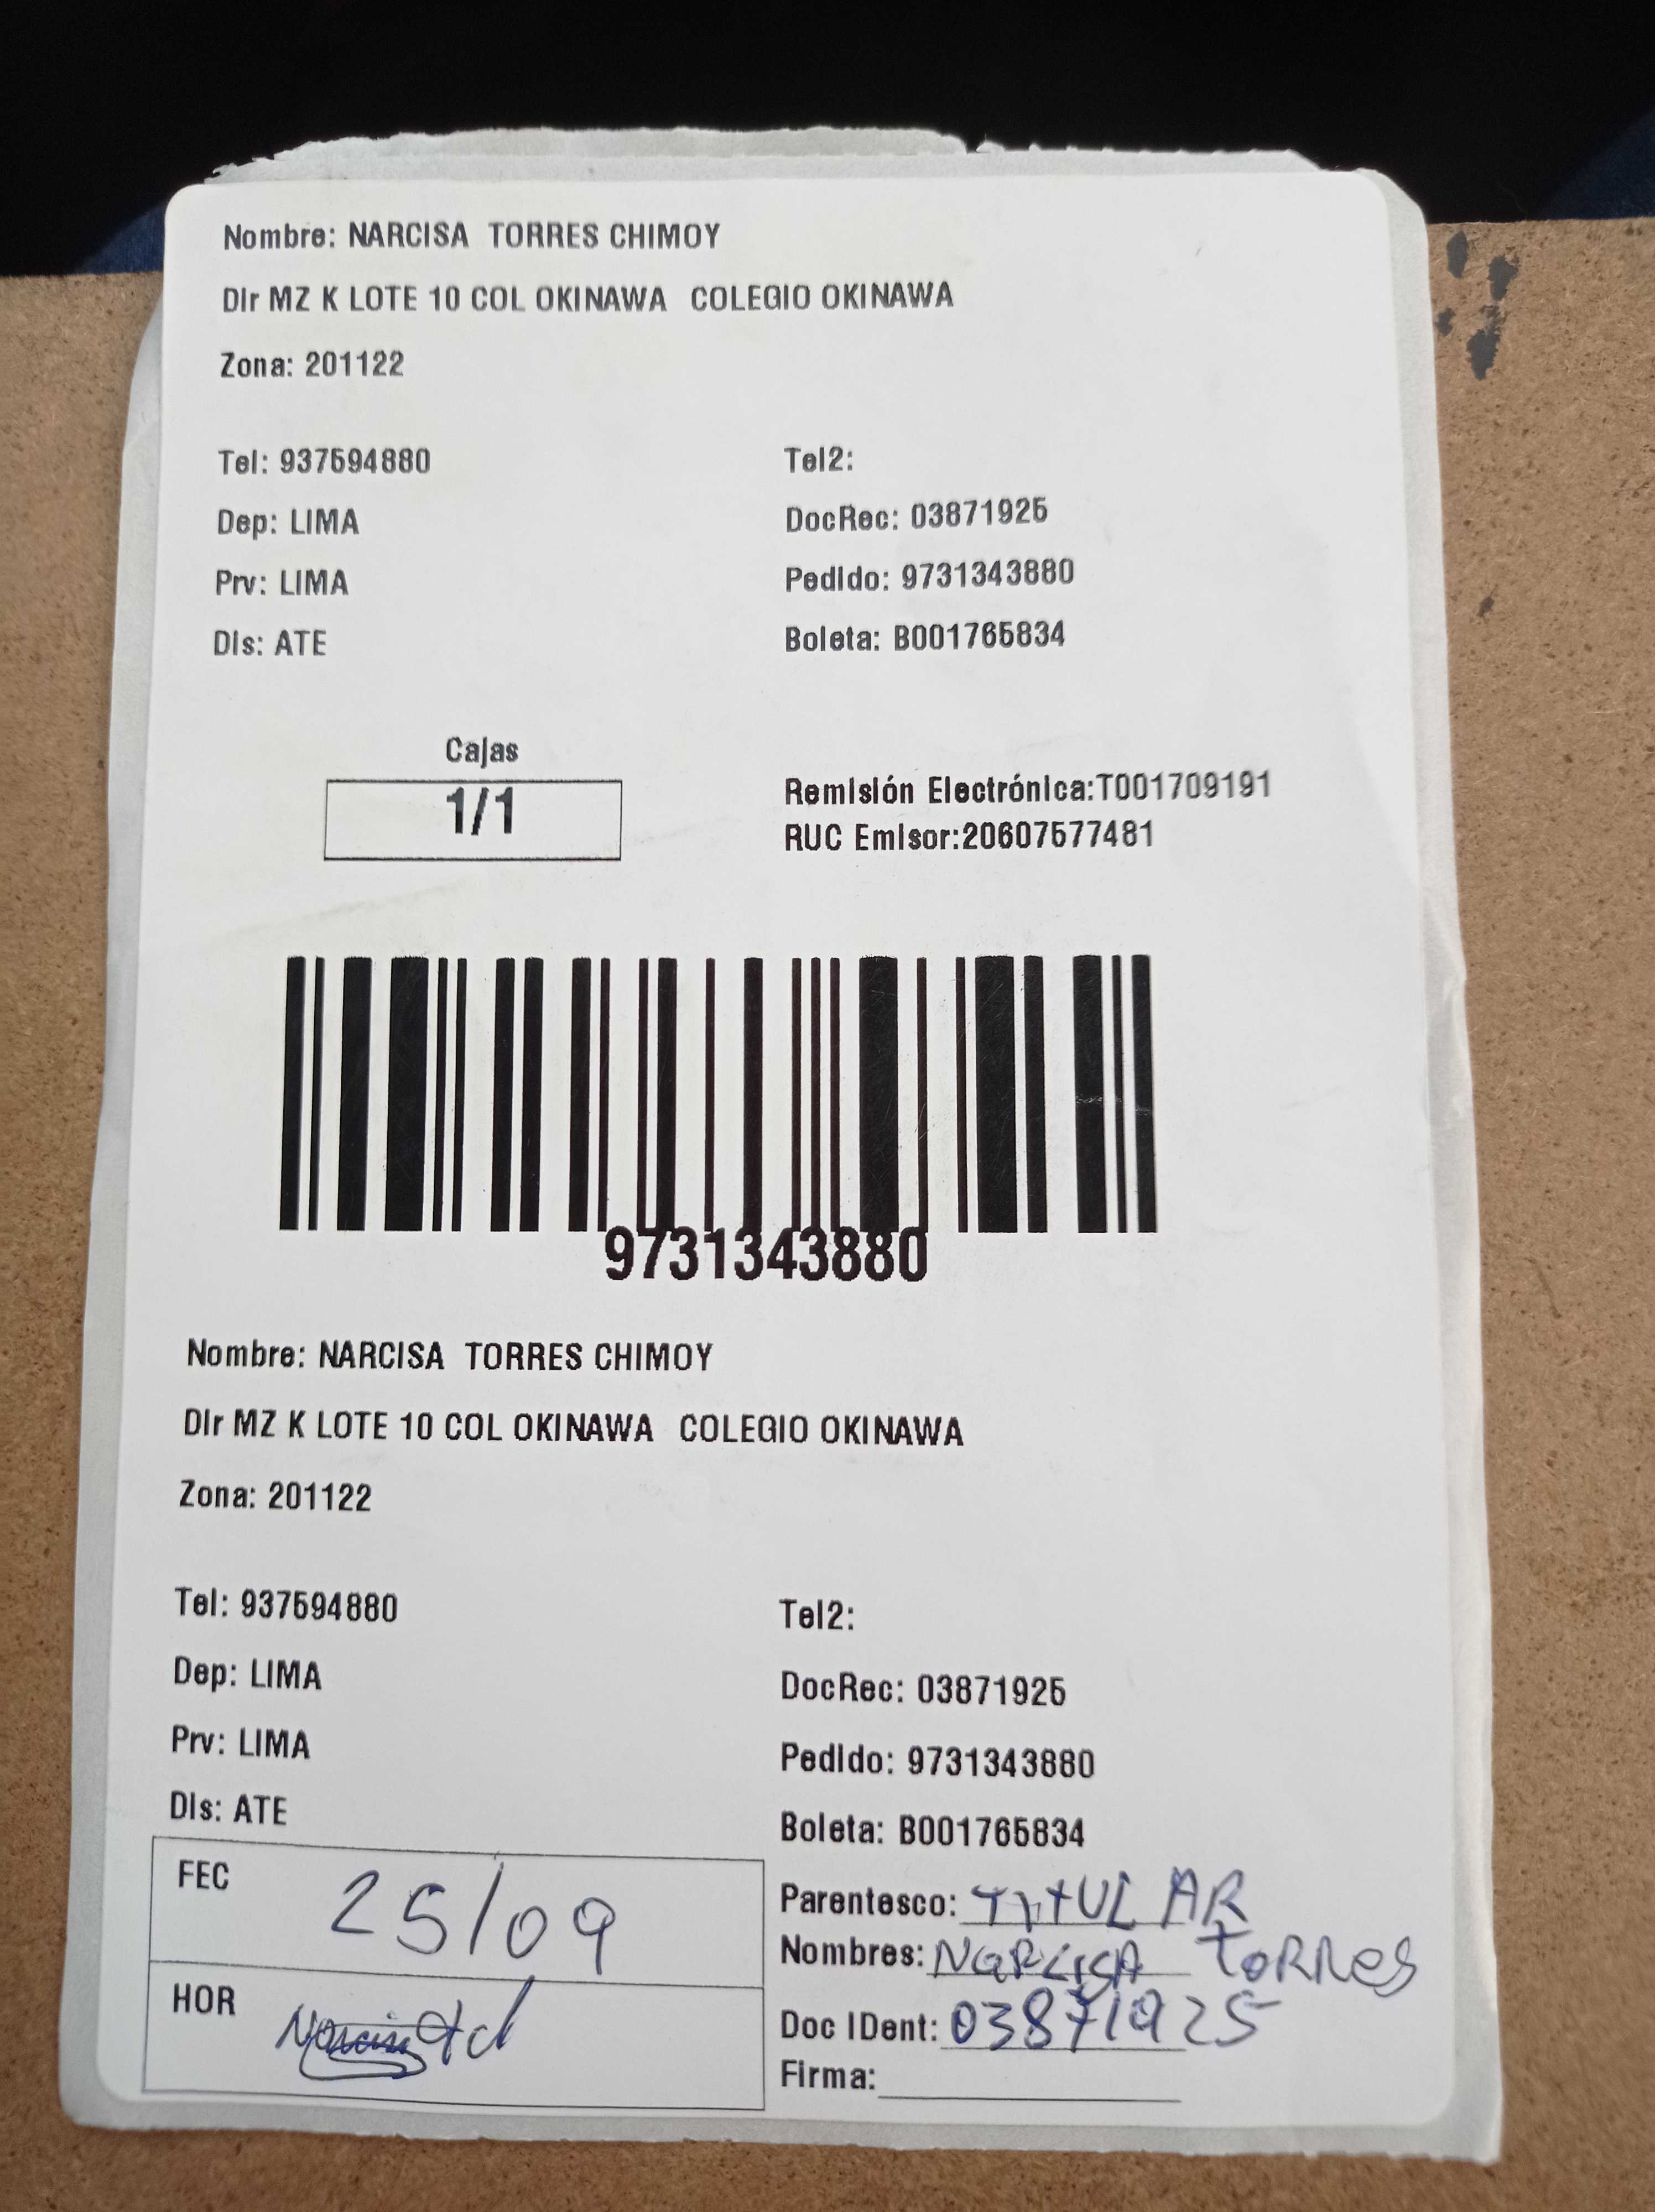 Nombre: NARCISA TORRES CHIMOY
DIr MZ K LOTE 10 COL OKINAWA COLEGIO OKINAWA
Zona: 201122
Tel: 937594880 Tel2:
Dep: LIMA DocRec: 03871925
Prv: LIMA PedIdo: 9731343880
DIs: ATE Boleta: B001765834
Cajas
1/1
RemIsIón ElectrónIca:T001709191
RUC EmIsor:20607577481
9731343880
Nombre: NARCISA TORRES CHIMOY
DIr MZ K LOTE 10 COL OKINAWA COLEGIO OKINAWA
Zona: 201122
Tel: 937594880 Tel2:
Dep: LIMA DocRec: 03871925
Prv: LIMA PedIdo: 9731343880
DIs: ATE Boleta: B001765834
FEC 25/09
HOR
Parentesco: TITULAR
Nombres: NARCISA TORRES
Doc IDent: 03871925
Firma: